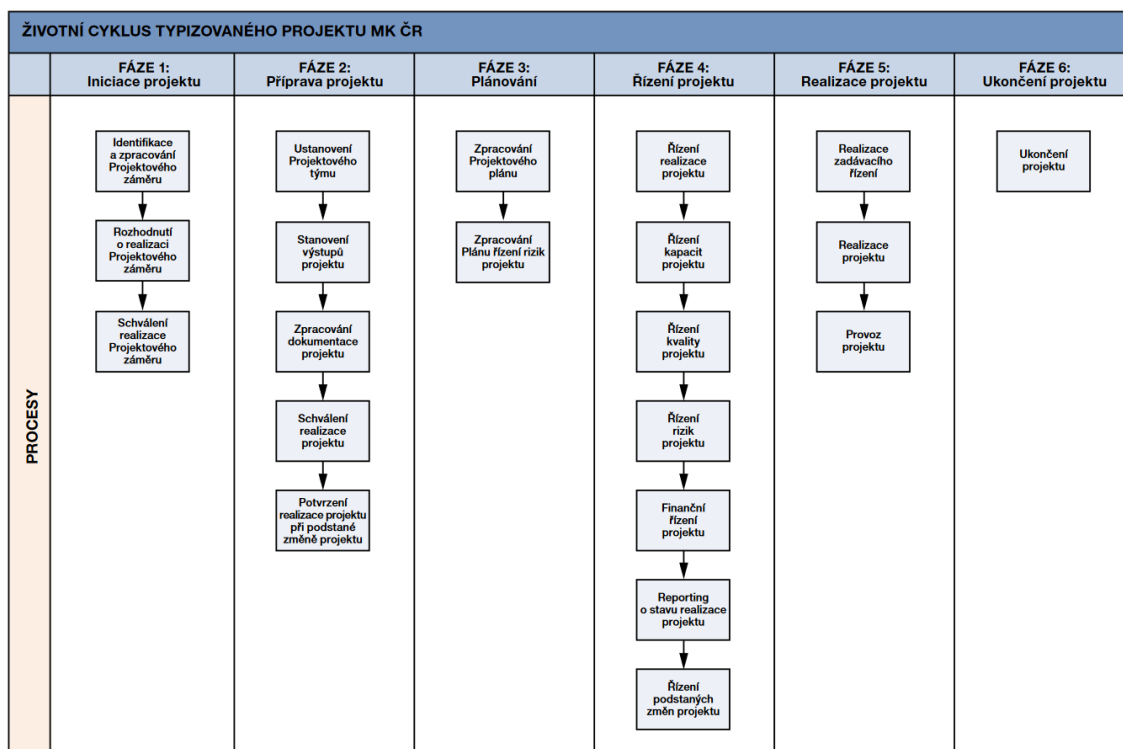 ŽIVOTNÍ CYKLUS TYPIZOVANÉHO PROJEKTU MK ČR
FÁZE 1:
Iniciace projektu
FÁZE 2:
Příprava projektu
FÁZE 3:
Plánování
FÁZE 4:
Řízení projektu
FÁZE 5:
Realizace projektu
FÁZE 6:
Ukončení projektu
PROCESY
Identifikace
a zpracování
Projektového
záměru
Rozhodnutí
o realizaci
Projektového
záměru
Schválení
realizace
Projektového
záměru
Ustanovení
Projektového
týmu
Stanovení
výstupů
projektu
Zpracování
dokumentace
projektu
Schválení
realizace
projektu
Potvrzení
realizace projektu
při podstané
změně projektu
Zpracování
Projektového
plánu
Zpracování
Plánu řízení rizik
projektu
Řízení
realizace
projektu
Řízení
kapacit
projektu
Řízení
kvality
projektu
Řízení
rizik
projektu
Finanční
řízení
projektu
Reporting
o stavu realizace
projektu
Řízení
podstaných
změn projektu
Realizace
zadávacího
řízení
Realizace
projektu
Provoz
projektu
Ukončení
projektu